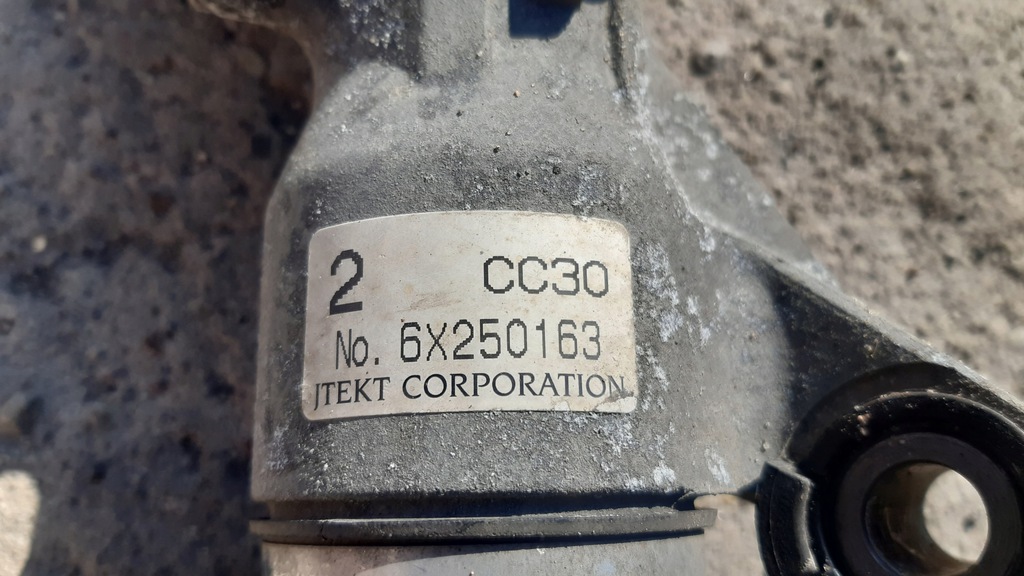 2 CC30
No. 6X250163
JTEKT CORPORATION